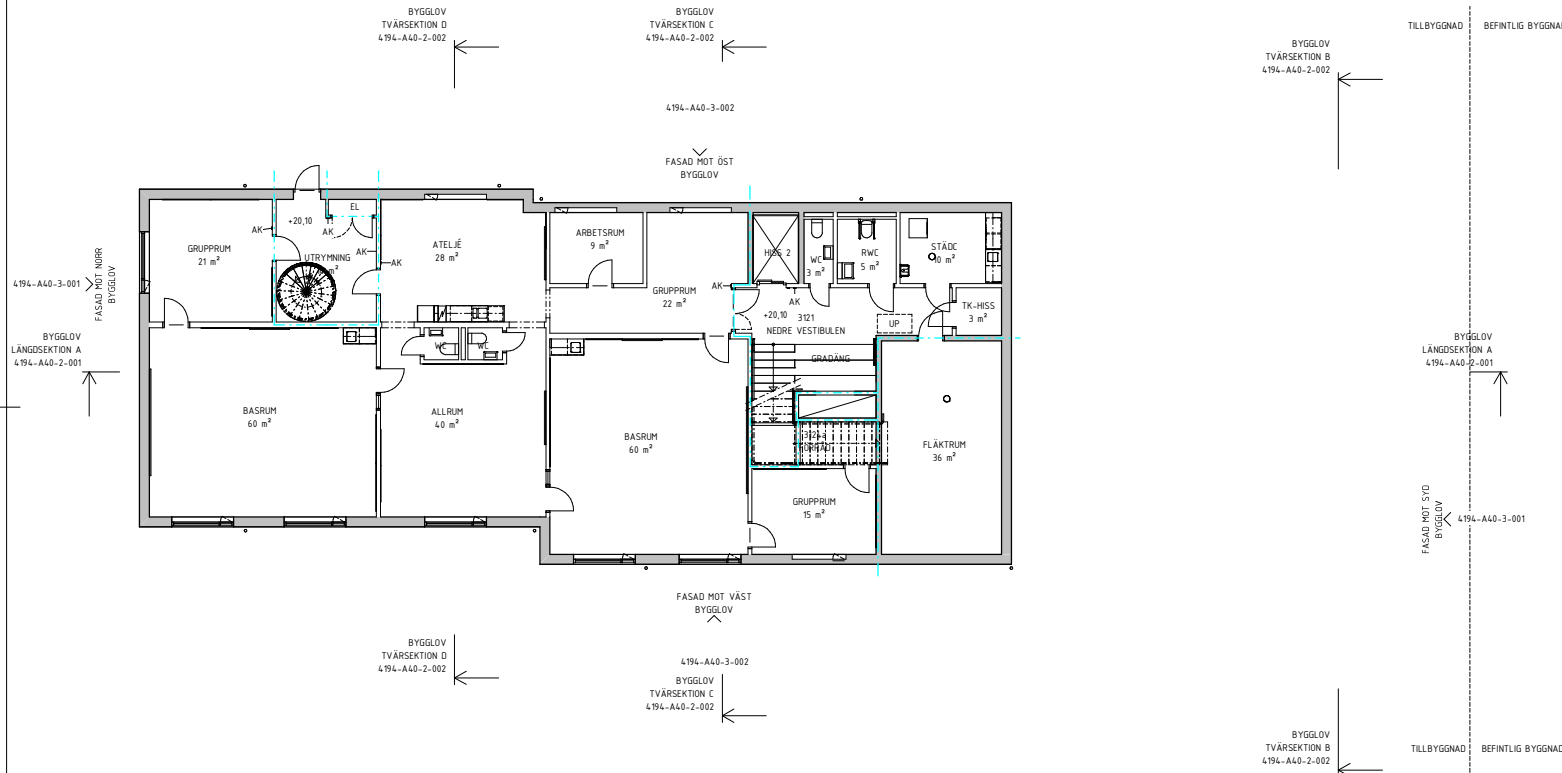 BYGGLOV
TVÄRSEKTION D
4194-A40-2-002
BYGGLOV
TVÄRSEKTION C
4194-A40-2-002
BYGGLOV
TVÄRSEKTION B
4194-A40-2-002
TILLBYGGNAD
BEFINTLIG BYGGNAD
4194-A40-3-002
FASAD MOT ÖST
BYGGLOV
4194-A40-3-001
FASAD MOT NORR
BYGGLOV
BYGGLOV
LÄNGDSEKTION A
4194-A40-2-001
GRUPPRUM
21 m²
AK
+20,10
EL
AK
AK
AK
UTRYMNING
ATELJÉ
28 m²
ARBETSRUM
9 m²
GRUPPRUM
22 m²
AK
HISS 2
WC
3 m²
RWC
5 m²
STÄDC
10 m²
AK
+20,10
3121
NEDRE VESTIBULEN
UP
TK-HISS
3 m²
GRADÄNG
WC
WC
BASRUM
60 m²
ALLRUM
40 m²
BASRUM
60 m²
FLÄKTRUM
36 m²
GRUPPRUM
15 m²
BYGGLOV
LÄNGDSEKTION A
4194-A40-2-001
FASAD MOT SYD
BYGGLOV
4194-A40-3-001
FASAD MOT VÄST
BYGGLOV
4194-A40-3-002
BYGGLOV
TVÄRSEKTION D
4194-A40-2-002
BYGGLOV
TVÄRSEKTION C
4194-A40-2-002
BYGGLOV
TVÄRSEKTION B
4194-A40-2-002
TILLBYGGNAD
BEFINTLIG BYGGNAD